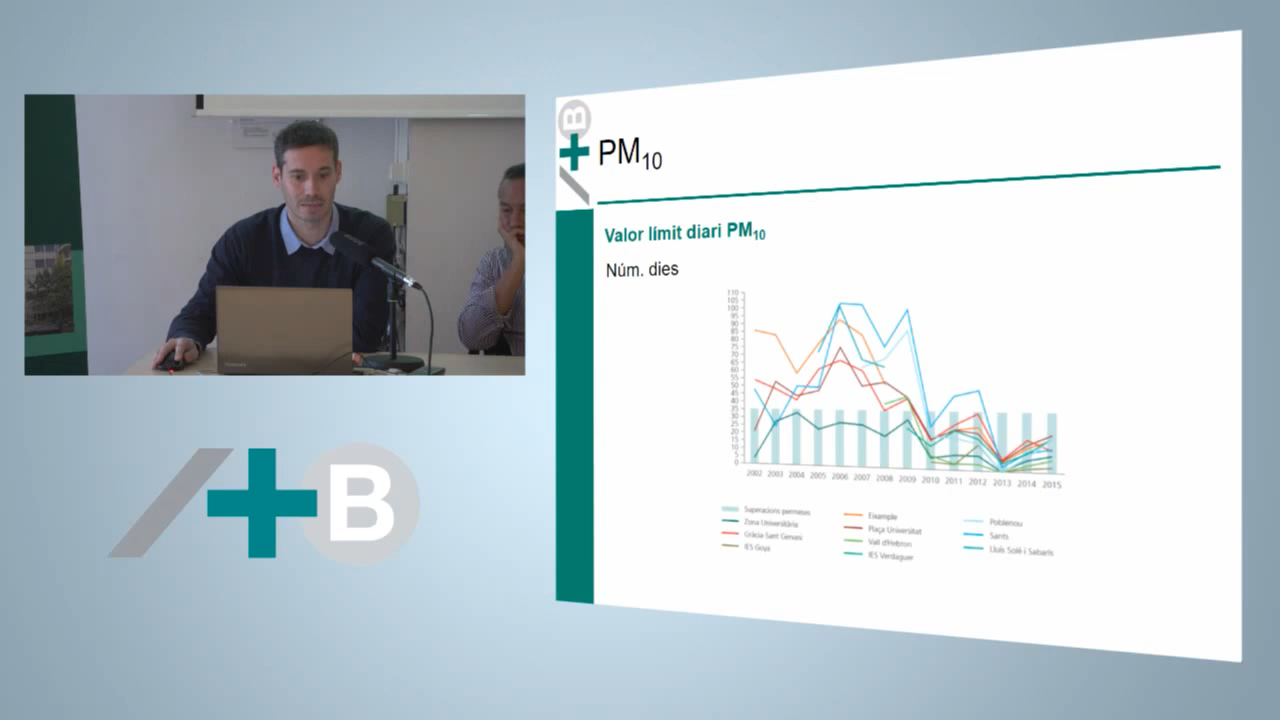 B
PM10
Valor límit diari PM10
Núm. dies
110
105
100
95
90
85
80
75
70
65
60
55
50
45
40
35
30
25
20
15
10
5
0
2002 2003 2004 2005 2006 2007 2008 2009 2010 2011 2012 2013 2014 2015
Superacions permeses
Zona Universitària
Gràcia Sant Gervasi
IES Goya
Eixample
Plaça Universitat
Vall d'Hebron
IES Verdaguer
Poblenou
Sants
Lluís Solé i Sabarís
B